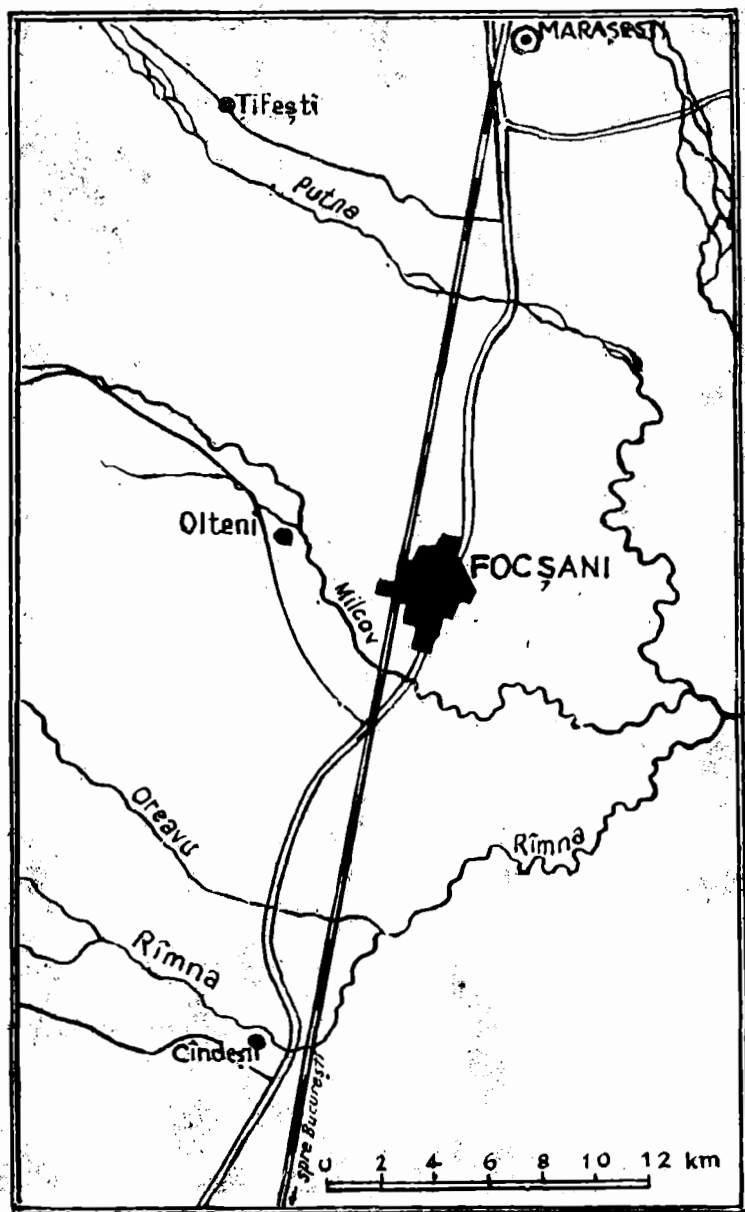 MARAȘEȘTI
Țifești
Putna
Olteni
FOCȘANI
Milcov
Oreavu
Rîmna
Rîmna
Cîndești
spre București
0 2 4 6 8 10 12 km